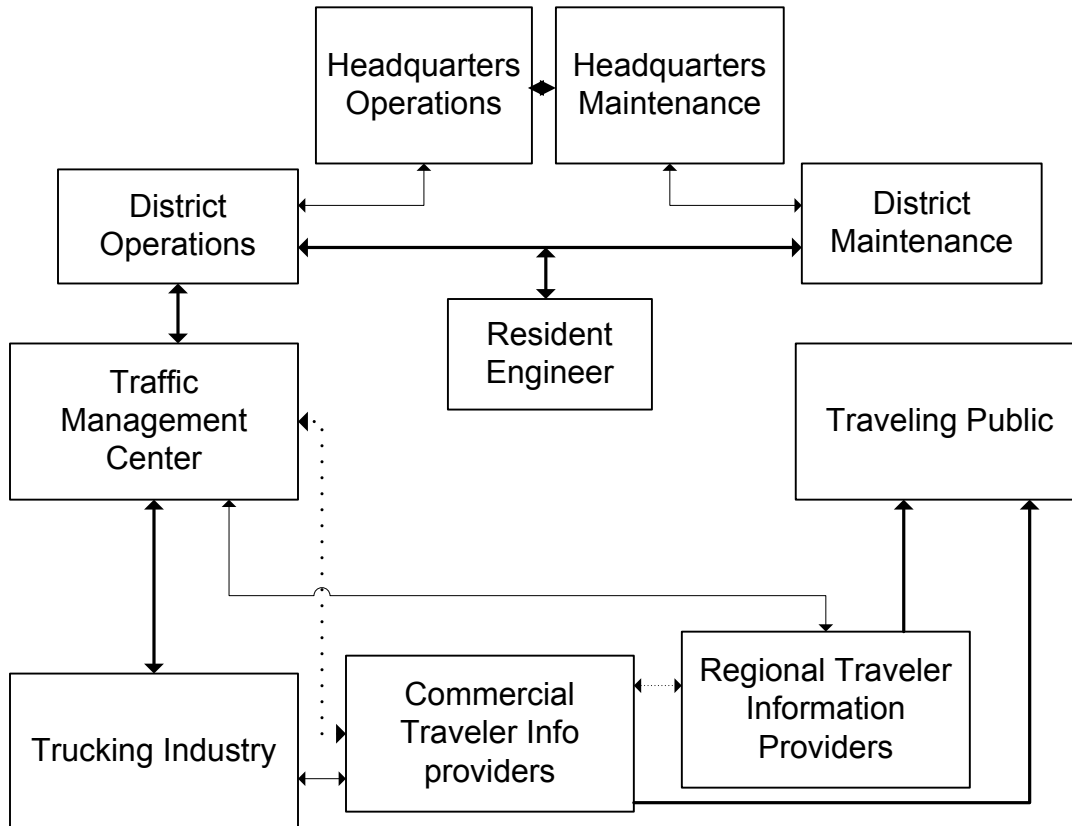 Headquarters
Operations
Headquarters
Maintenance
District
Operations
District
Maintenance
Resident
Engineer
Traffic
Management
Center
Traveling Public
Trucking Industry
Commercial
Traveler Info
providers
Regional Traveler
Information
Providers